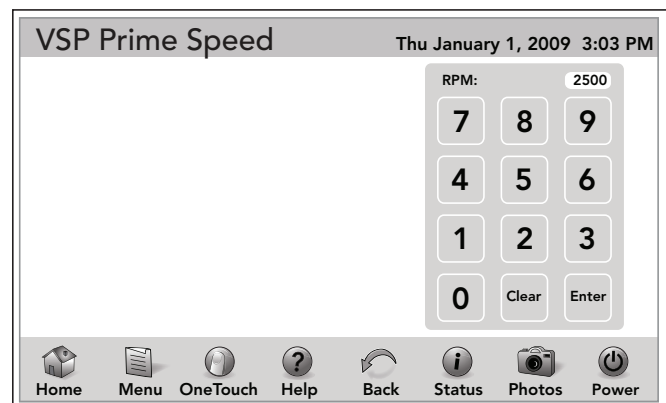 VSP Prime Speed
Thu January 1, 2009 3:03 PM
RPM: 2500
7 8 9
4 5 6
1 2 3
0 Clear Enter
Home Menu OneTouch Help Back Status Photos Power